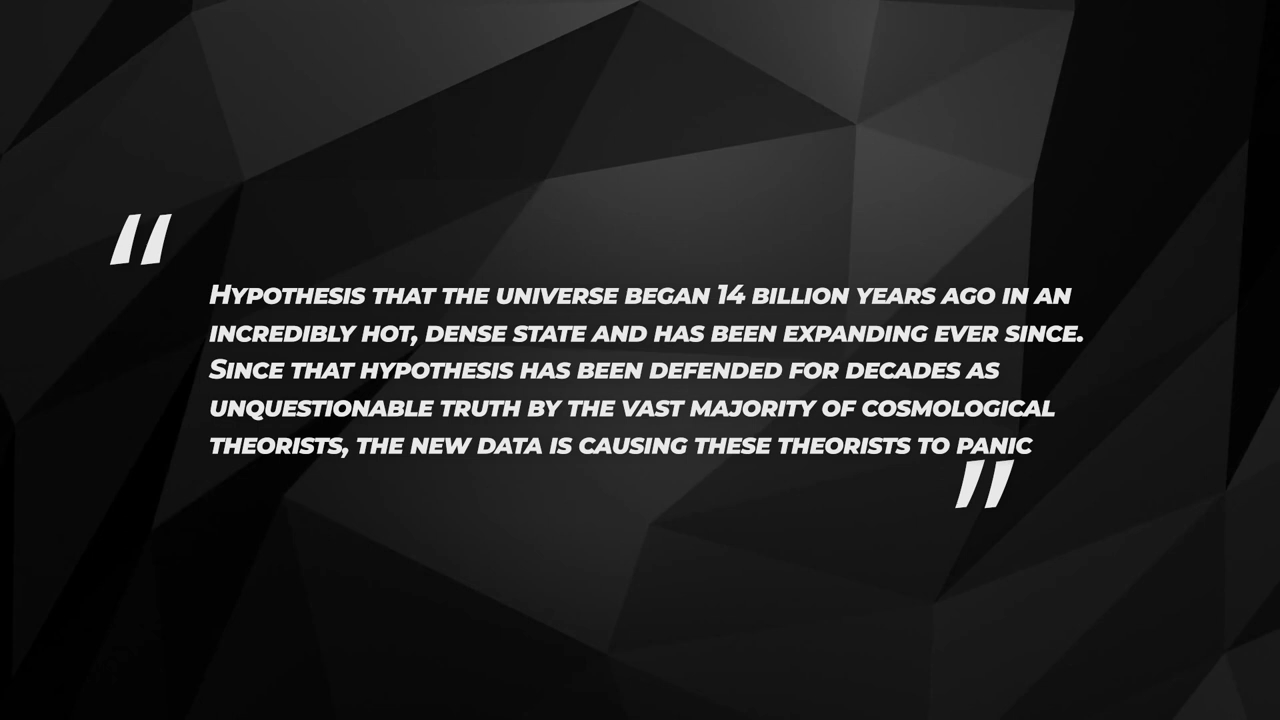 “
Hypothesis that the universe began 14 billion years ago in an
incredibly hot, dense state and has been expanding ever since.
Since that hypothesis has been defended for decades as
unquestionable truth by the vast majority of cosmological
theorists, the new data is causing these theorists to panic
”